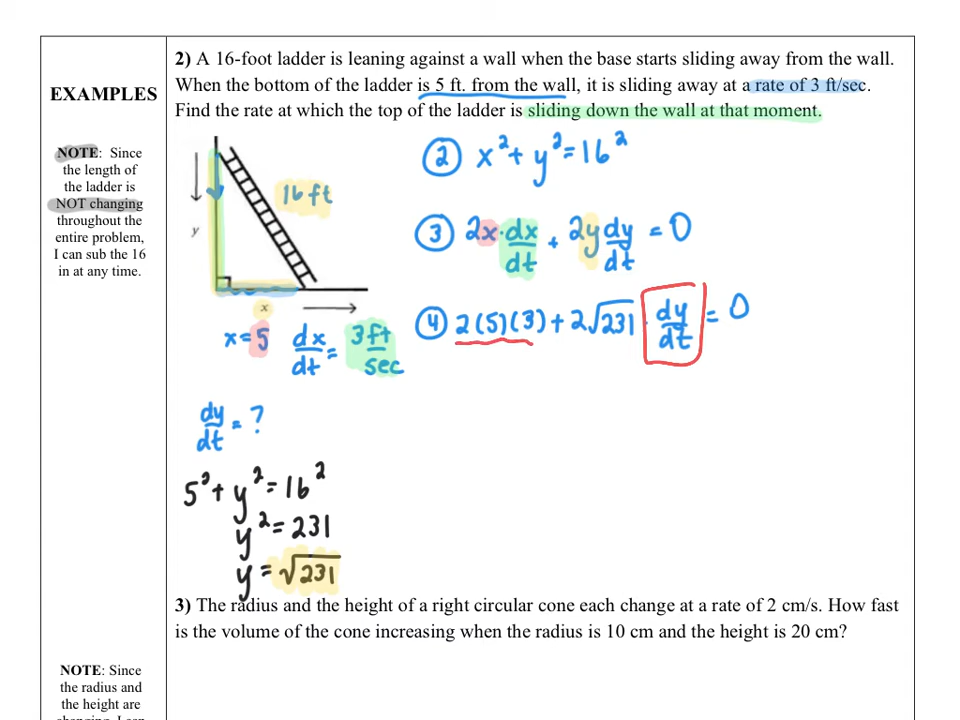 EXAMPLES
NOTE: Since
the length of
the ladder is
NOT changing
throughout the
entire problem,
I can sub the 16
in at any time.
2) A 16-foot ladder is leaning against a wall when the base starts sliding away from the wall.
When the bottom of the ladder is 5 ft. from the wall, it is sliding away at a rate of 3 ft/sec.
Find the rate at which the top of the ladder is sliding down the wall at that moment.
16 ft
y
x
x = 5 dx/dt = 3ft/sec
dy/dt = ?
5² + y² = 16²
y² = 231
y = √231
② x² + y² = 16²
③ 2x · dx/dt + 2y dy/dt = 0
④ 2(5)(3) + 2√231 · dy/dt = 0
3) The radius and the height of a right circular cone each change at a rate of 2 cm/s. How fast
is the volume of the cone increasing when the radius is 10 cm and the height is 20 cm?
NOTE: Since
the radius and
the height are